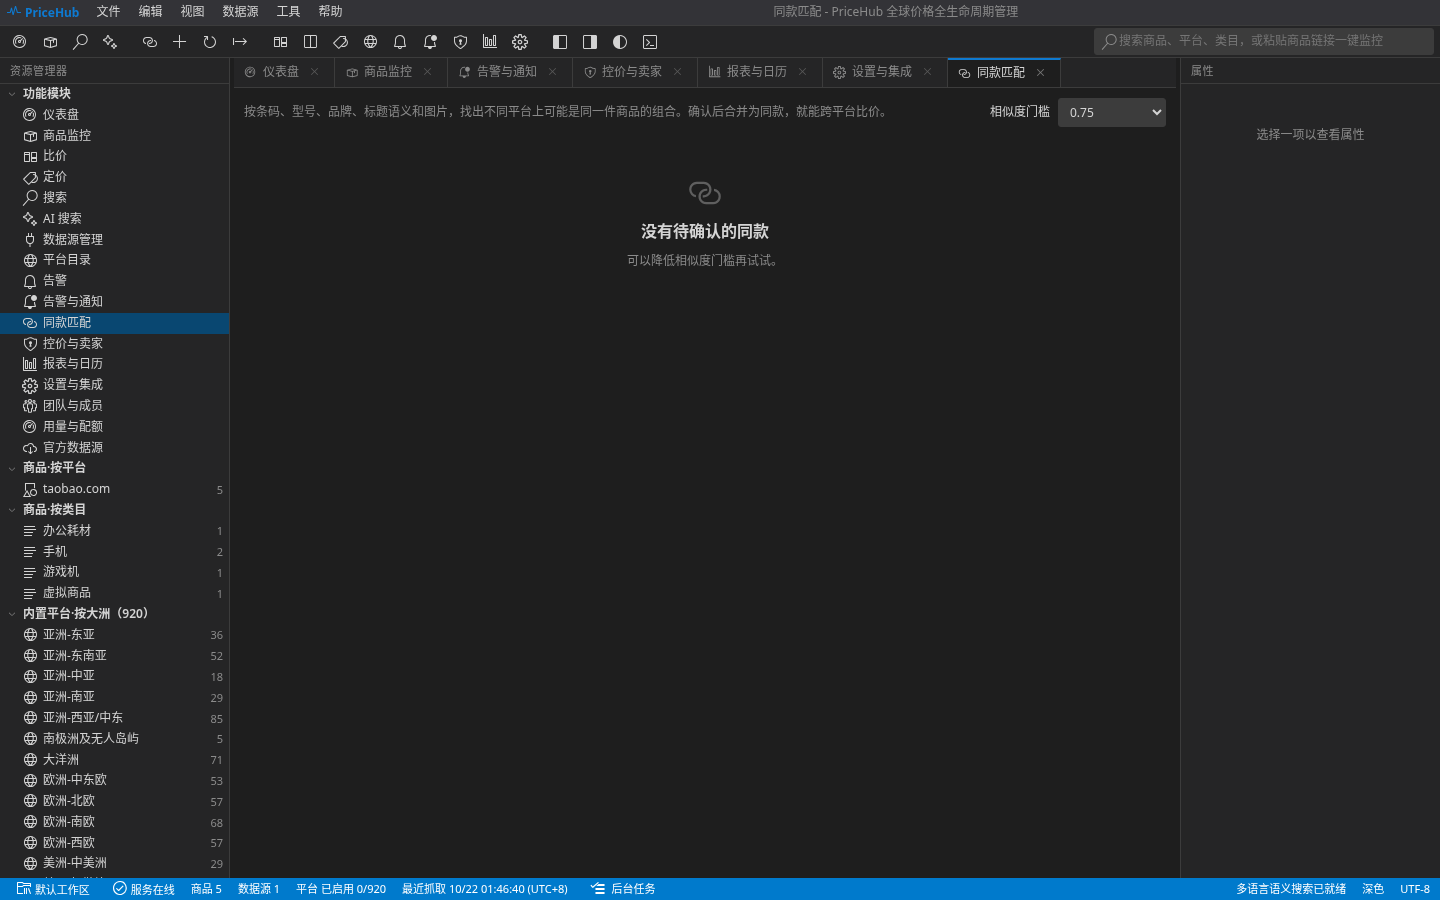 PriceHub 文件 编辑 视图 数据源 工具 帮助 同款匹配 - PriceHub 全球价格全生命周期管理
搜索商品、平台、类目，或粘贴商品链接一键监控
资源管理器
功能模块
仪表盘
商品监控
比价
定价
搜索
AI 搜索
数据源管理
平台目录
告警
告警与通知
同款匹配
控价与卖家
报表与日历
设置与集成
团队与成员
用量与配额
官方数据源
商品·按平台
taobao.com 5
商品·按类目
办公耗材 1
手机 2
游戏机 1
虚拟商品 1
内置平台·按大洲（920）
亚洲-东亚 36
亚洲-东南亚 52
亚洲-中亚 18
亚洲-南亚 29
亚洲-西亚/中东 85
南极洲及无人岛屿 5
大洋洲 71
欧洲-中东欧 53
欧洲-北欧 57
欧洲-南欧 68
欧洲-西欧 57
美洲-中美洲 29
仪表盘 商品监控 告警与通知 控价与卖家 报表与日历 设置与集成 同款匹配
按条码、型号、品牌、标题语义和图片，找出不同平台上可能是同一件商品的组合。确认后合并为同款，就能跨平台比价。
相似度门槛 0.75
没有待确认的同款
可以降低相似度门槛再试试。
属性
选择一项以查看属性
默认工作区 服务在线 商品 5 数据源 1 平台 已启用 0/920 最近抓取 10/22 01:46:40 (UTC+8) 后台任务 多语言语义搜索已就绪 深色 UTF-8